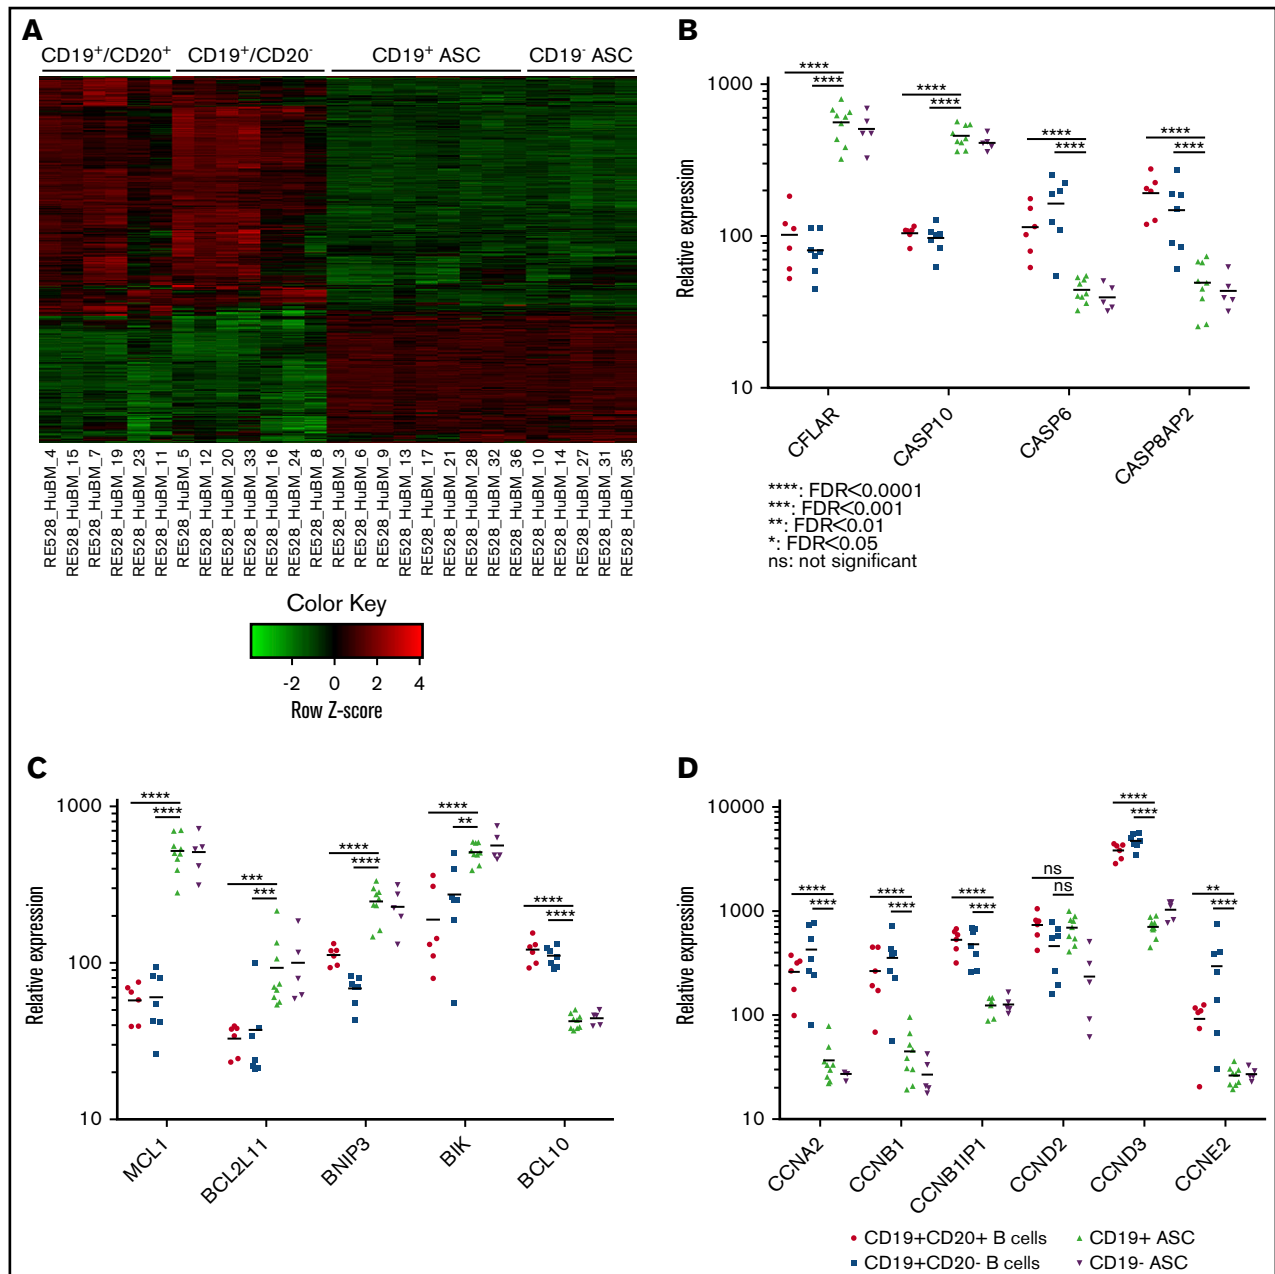 A
CD19⁺/CD20⁺
CD19⁺/CD20⁻
CD19⁺ ASC
CD19⁻ ASC
RE528_HuBM_4
RE528_HuBM_15
RE528_HuBM_7
RE528_HuBM_19
RE528_HuBM_23
RE528_HuBM_11
RE528_HuBM_5
RE528_HuBM_12
RE528_HuBM_20
RE528_HuBM_33
RE528_HuBM_16
RE528_HuBM_24
RE528_HuBM_8
RE528_HuBM_3
RE528_HuBM_6
RE528_HuBM_9
RE528_HuBM_13
RE528_HuBM_17
RE528_HuBM_21
RE528_HuBM_28
RE528_HuBM_32
RE528_HuBM_36
RE528_HuBM_10
RE528_HuBM_14
RE528_HuBM_27
RE528_HuBM_31
RE528_HuBM_35
Color Key
-2 0 2 4
Row Z-score
B
Relative expression
1000
100
10
**** **** **** ****
**** **** **** ****
CFLAR
CASP10
CASP6
CASP8AP2
****: FDR<0.0001
***: FDR<0.001
**: FDR<0.01
*: FDR<0.05
ns: not significant
C
Relative expression
1000
100
10
**** *** **** **** ****
**** *** **** ** ****
MCL1
BCL2L11
BNIP3
BIK
BCL10
D
Relative expression
10000
1000
100
10
**** **** **** ns **** **
**** **** **** ns **** ****
CCNA2
CCNB1
CCNB1IP1
CCND2
CCND3
CCNE2
CD19+CD20+ B cells
CD19+ ASC
CD19+CD20- B cells
CD19- ASC